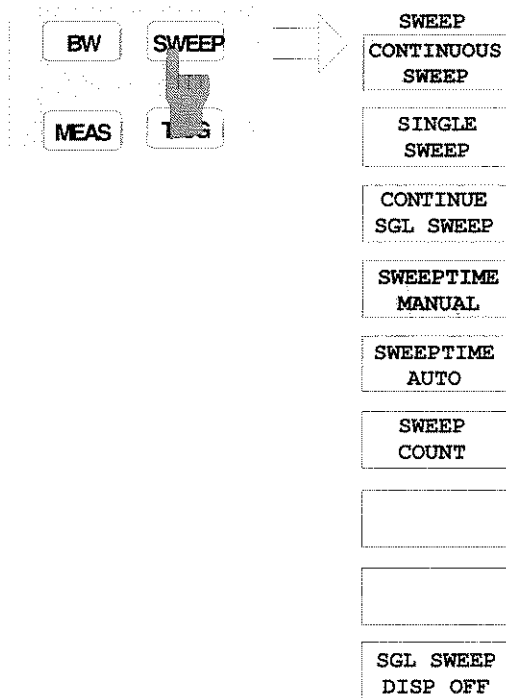 BW
SWEEP
MEAS
SWEEP
CONTINUOUS
SWEEP
SINGLE
SWEEP
CONTINUE
SGL SWEEP
SWEEPTIME
MANUAL
SWEEPTIME
AUTO
SWEEP
COUNT
SGL SWEEP
DISP OFF